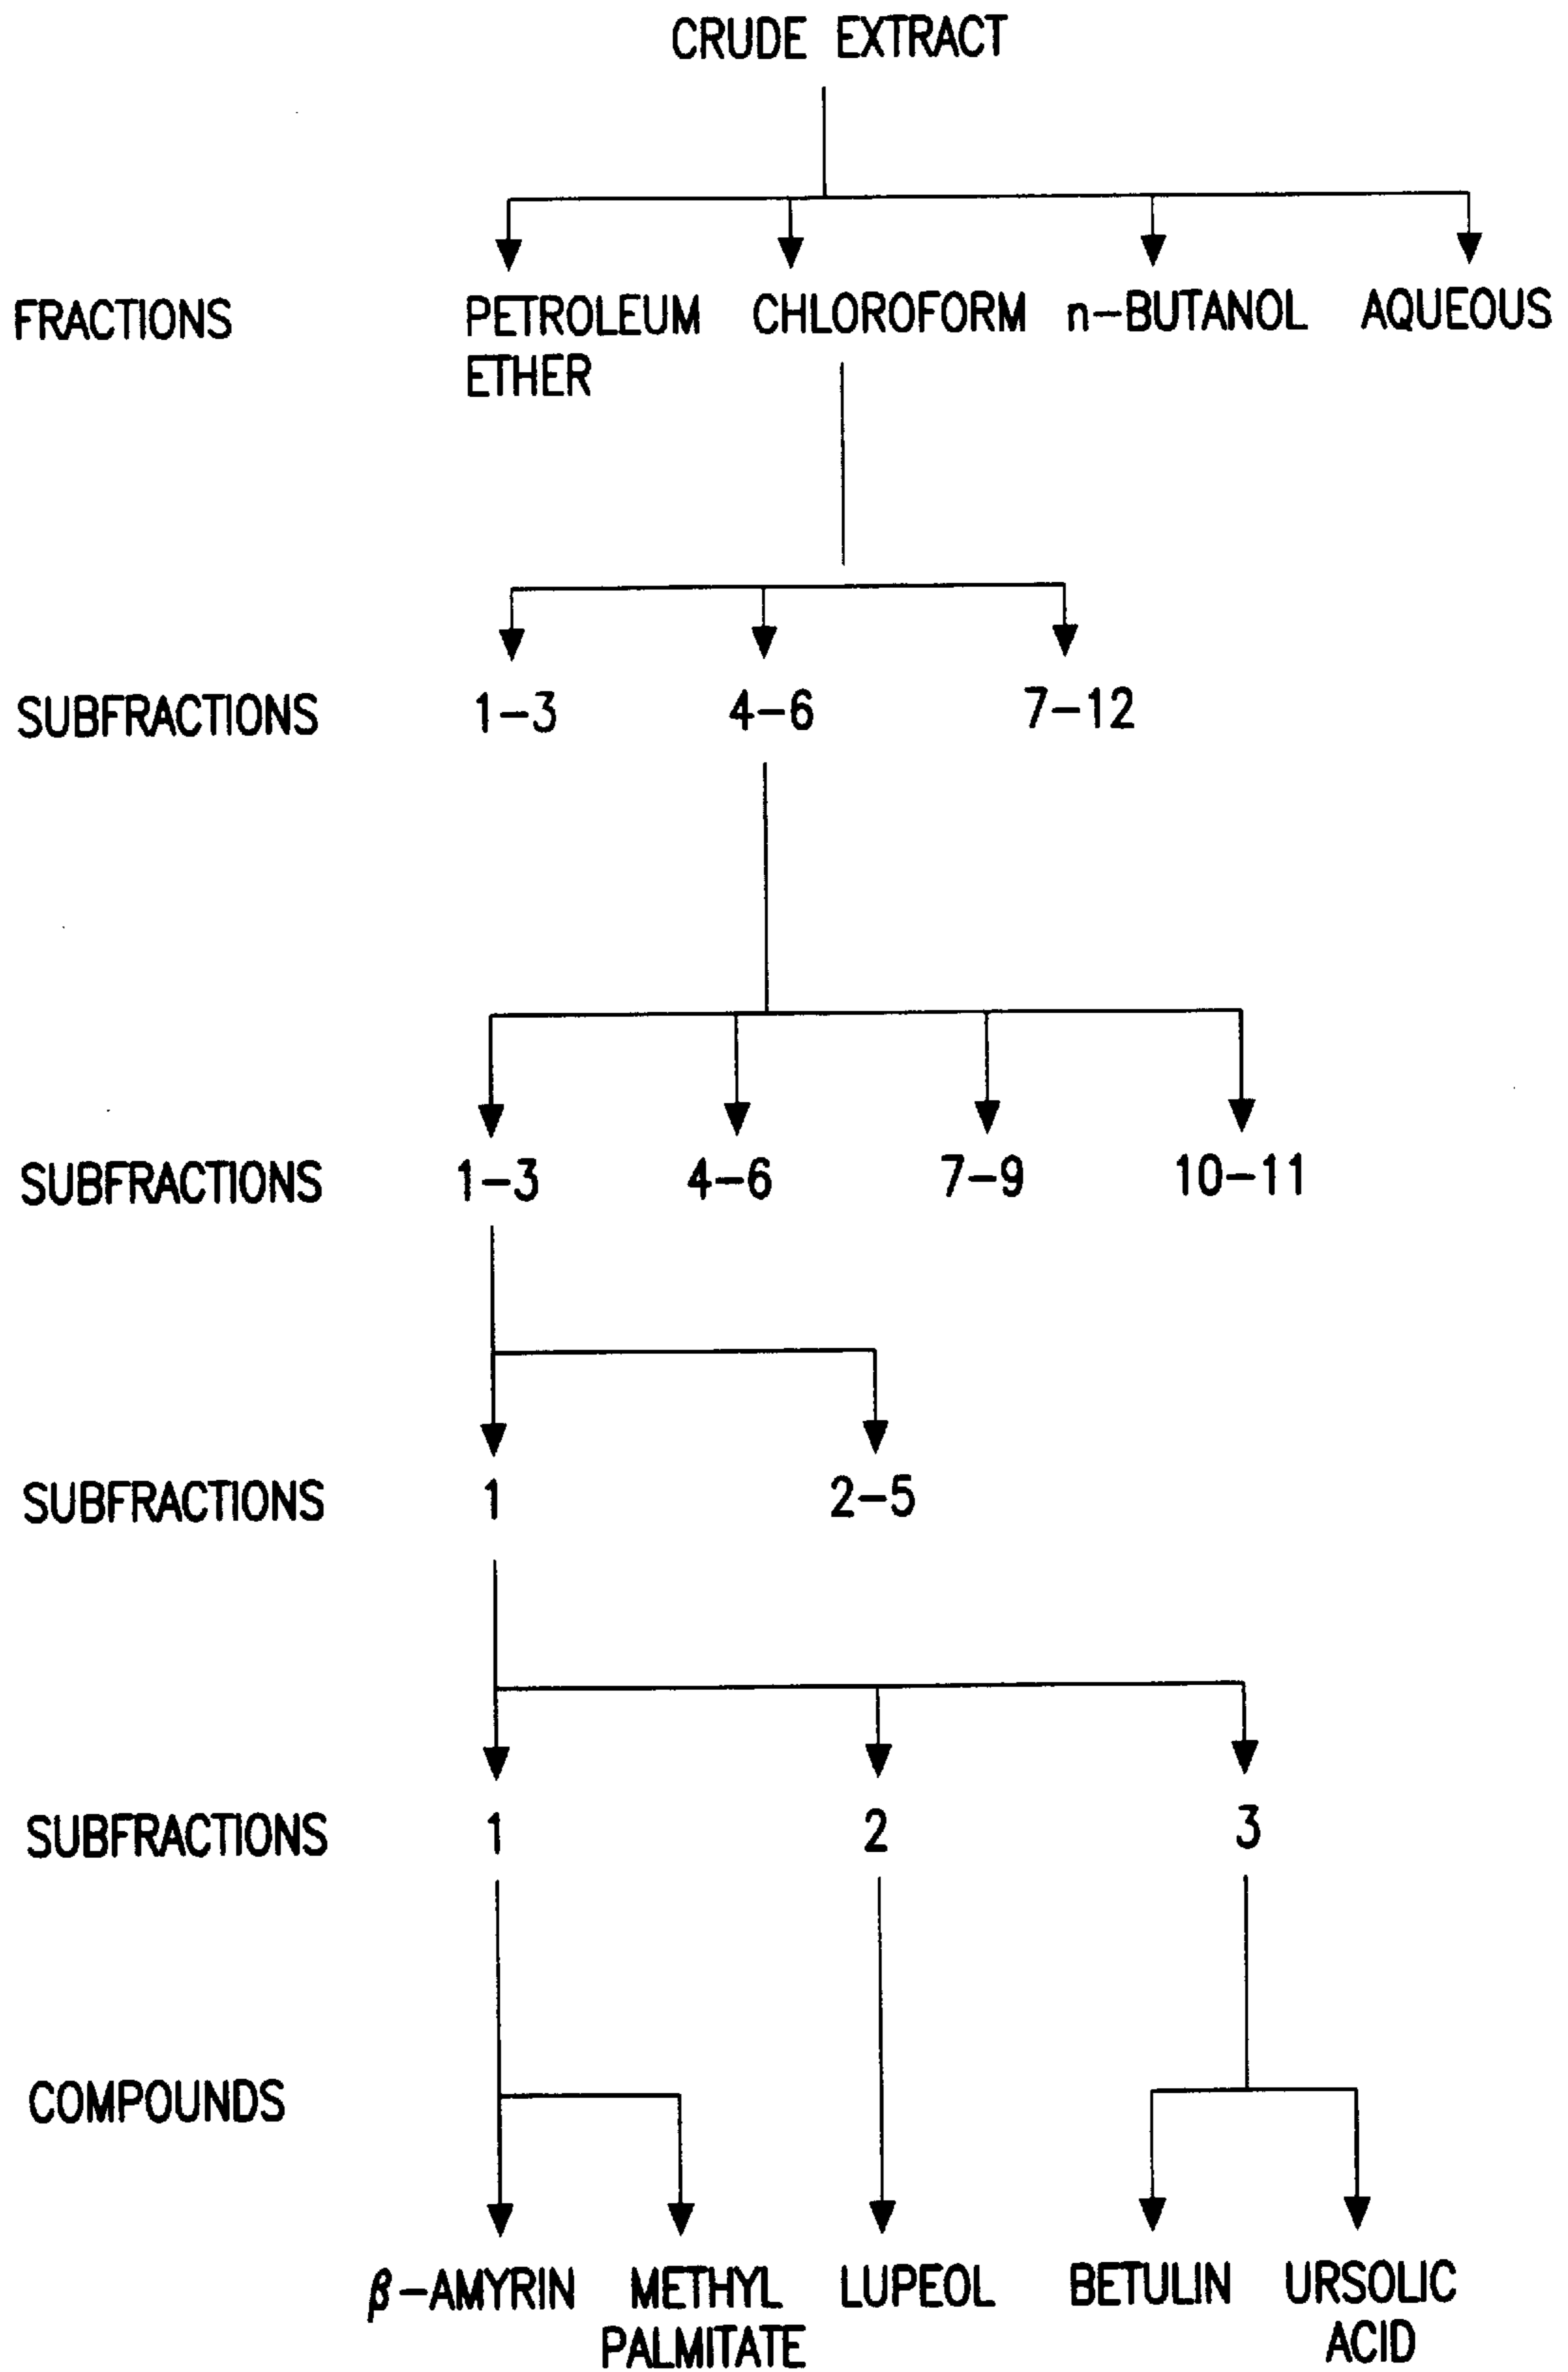 CRUDE EXTRACT
FRACTIONS PETROLEUM ETHER CHLOROFORM n-BUTANOL AQUEOUS
SUBFRACTIONS 1-3 4-6 7-12
SUBFRACTIONS 1-3 4-6 7-9 10-11
SUBFRACTIONS 1 2-5
SUBFRACTIONS 1 2 3
COMPOUNDS
β-AMYRIN METHYL PALMITATE LUPEOL BETULIN URSOLIC ACID